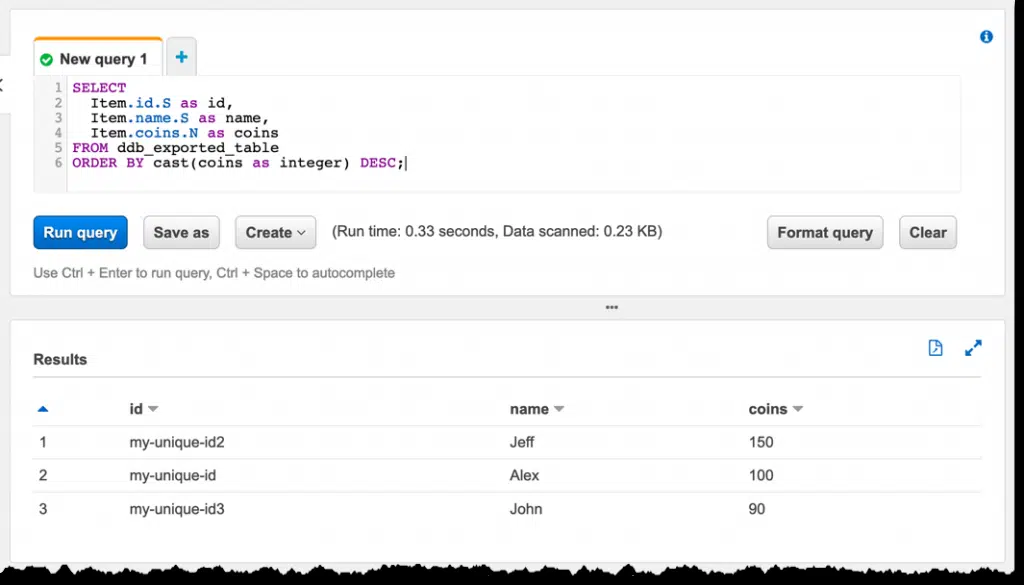 New query 1
+
1 SELECT
2   Item.id.S as id,
3   Item.name.S as name,
4   Item.coins.N as coins
5 FROM ddb_exported_table
6 ORDER BY cast(coins as integer) DESC;
Run query Save as Create (Run time: 0.33 seconds, Data scanned: 0.23 KB) Format query Clear
Use Ctrl + Enter to run query, Ctrl + Space to autocomplete
Results
id name coins
1 my-unique-id2 Jeff 150
2 my-unique-id Alex 100
3 my-unique-id3 John 90